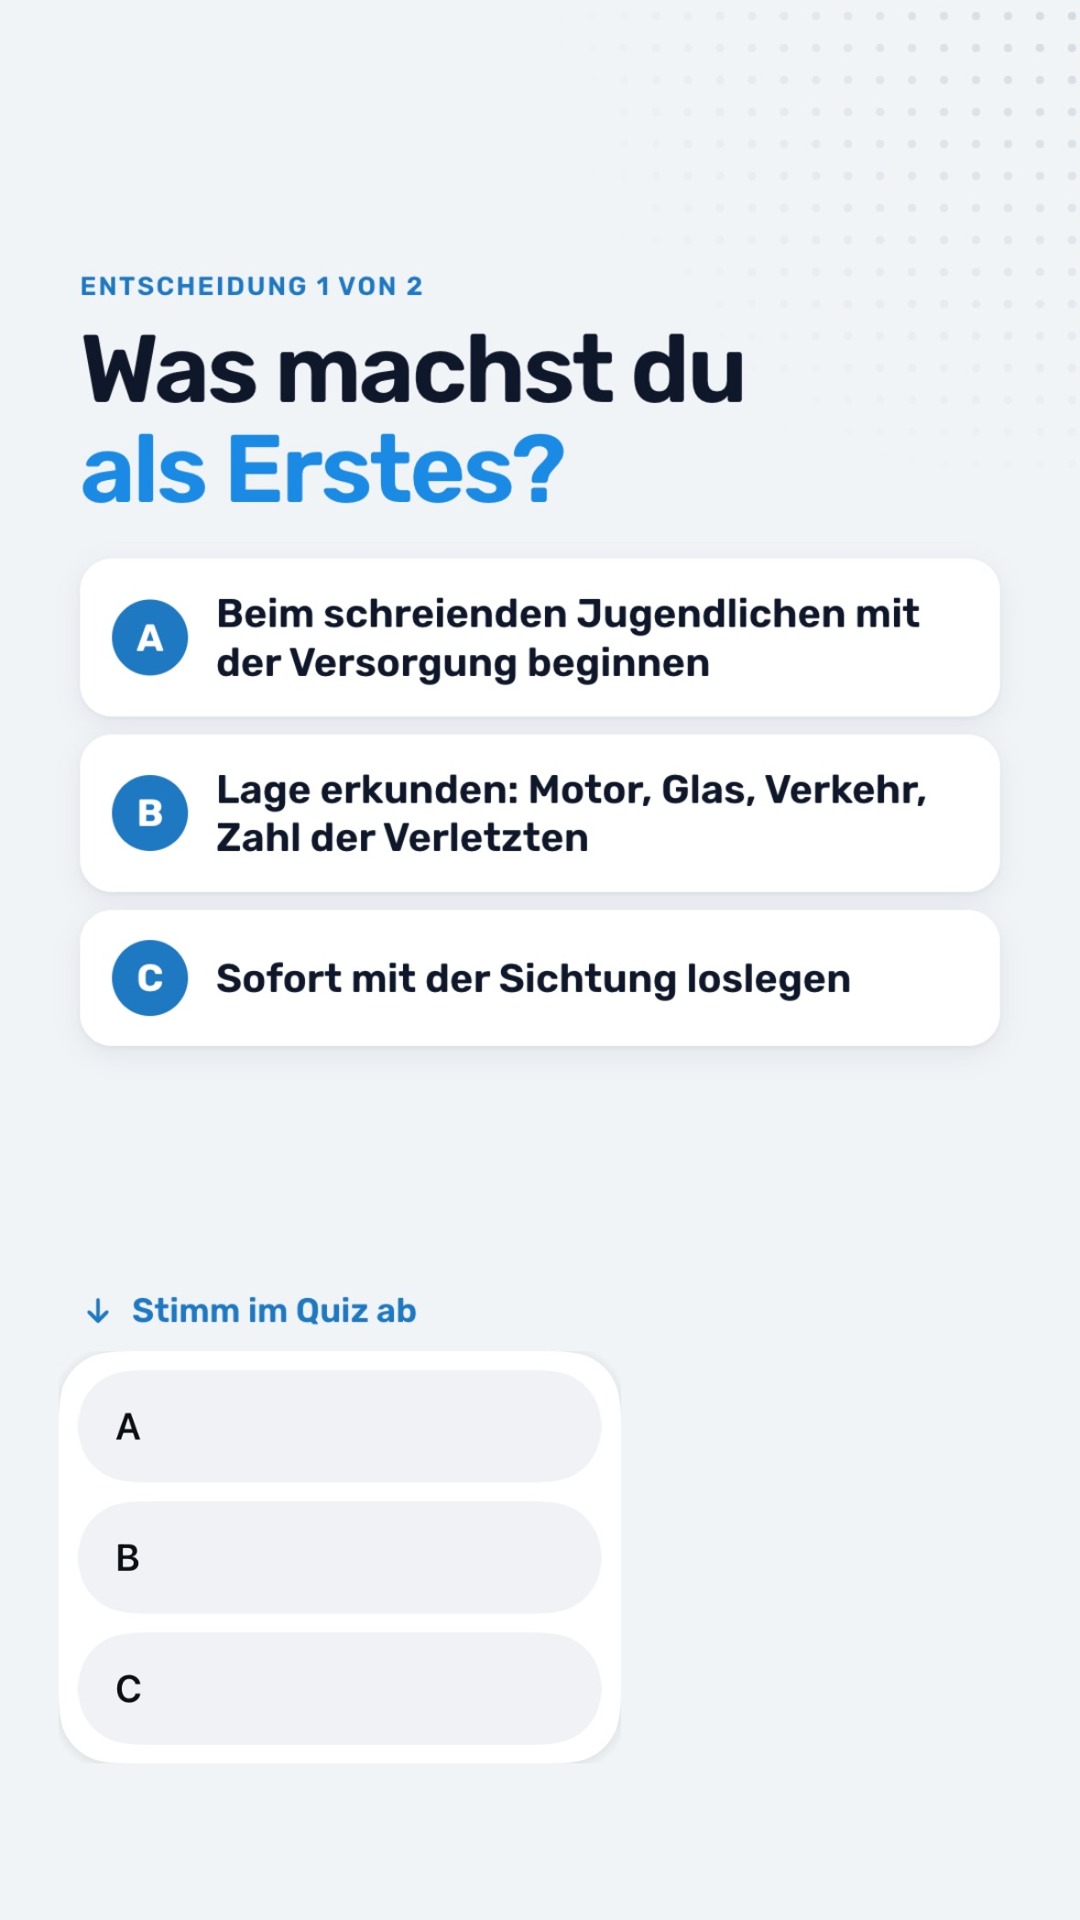 ENTSCHEIDUNG 1 VON 2
Was machst du
als Erstes?
A
Beim schreienden Jugendlichen mit
der Versorgung beginnen
B
Lage erkunden: Motor, Glas, Verkehr,
Zahl der Verletzten
C
Sofort mit der Sichtung loslegen
↓ Stimm im Quiz ab
A
B
C